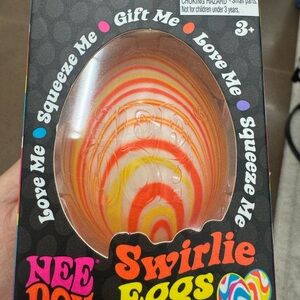 CHOKING HAZARD - Small parts.
Not for children under 3 years.
3+
Love Me • Squeeze Me • Gift Me • Love Me • Squeeze Me
NEE
DOH
Swirlie
Eggs